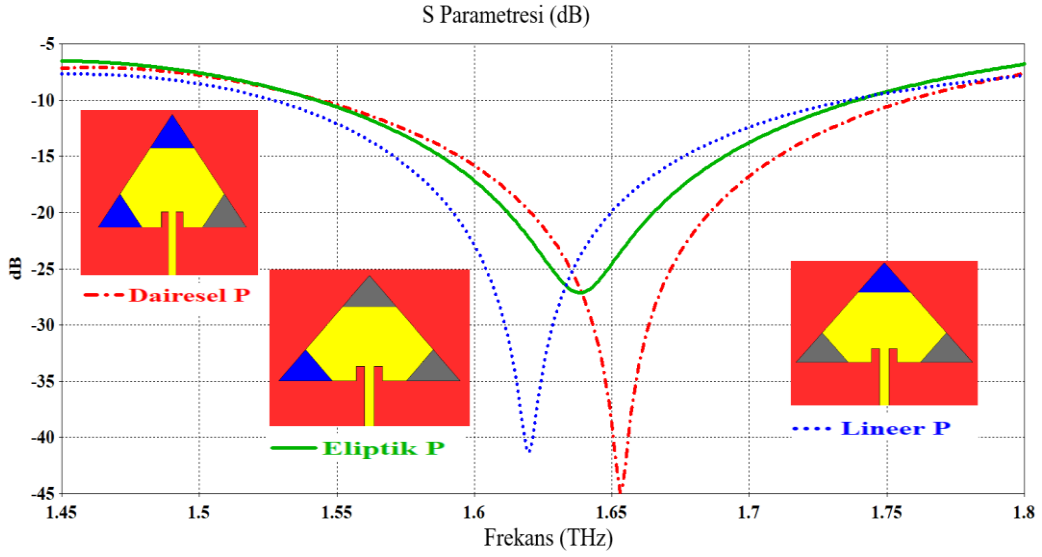 S Parametresi (dB)
-5
-10
-15
-20
-25
-30
-35
-40
-45
dB
Dairesel P
Eliptik P
Lineer P
1.45 1.5 1.55 1.6 1.65 1.7 1.75 1.8
Frekans (THz)